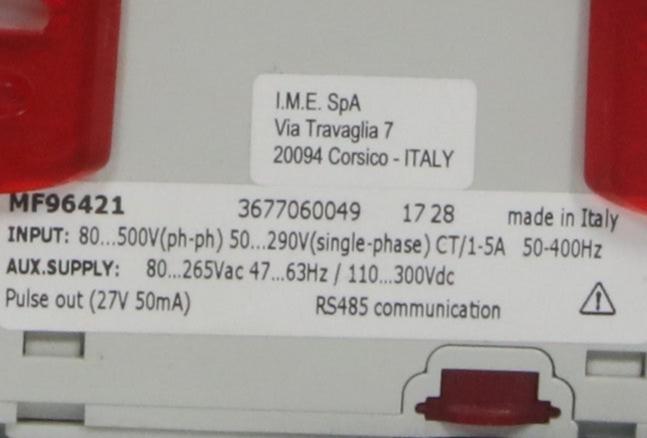 I.M.E. SpA
Via Travaglia 7
20094 Corsico - ITALY
MF96421 3677060049 17 28 made in Italy
INPUT: 80...500V(ph-ph) 50...290V(single-phase) CT/1-5A 50-400Hz
AUX.SUPPLY: 80...265Vac 47...63Hz / 110...300Vdc
Pulse out (27V 50mA) RS485 communication